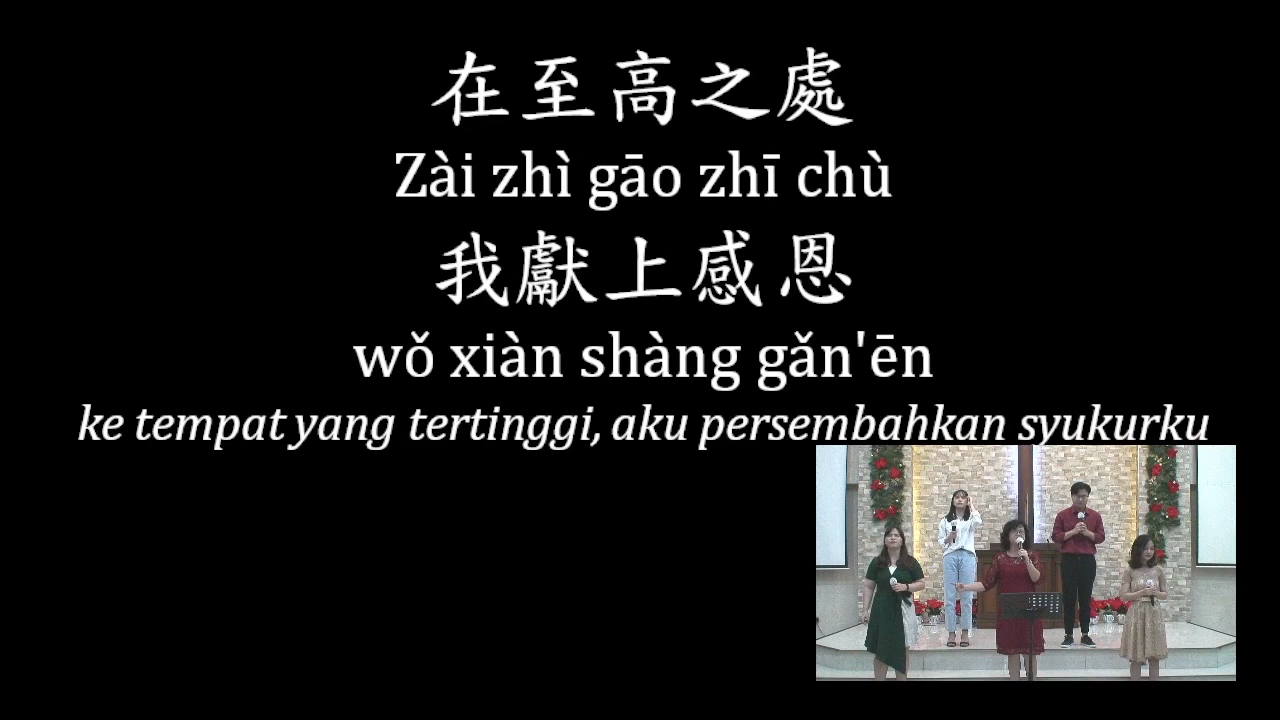 在至高之處
Zài zhì gāo zhī chù
我獻上感恩
wǒ xiàn shàng gǎn'ēn
ke tempat yang tertinggi, aku persembahkan syukurku